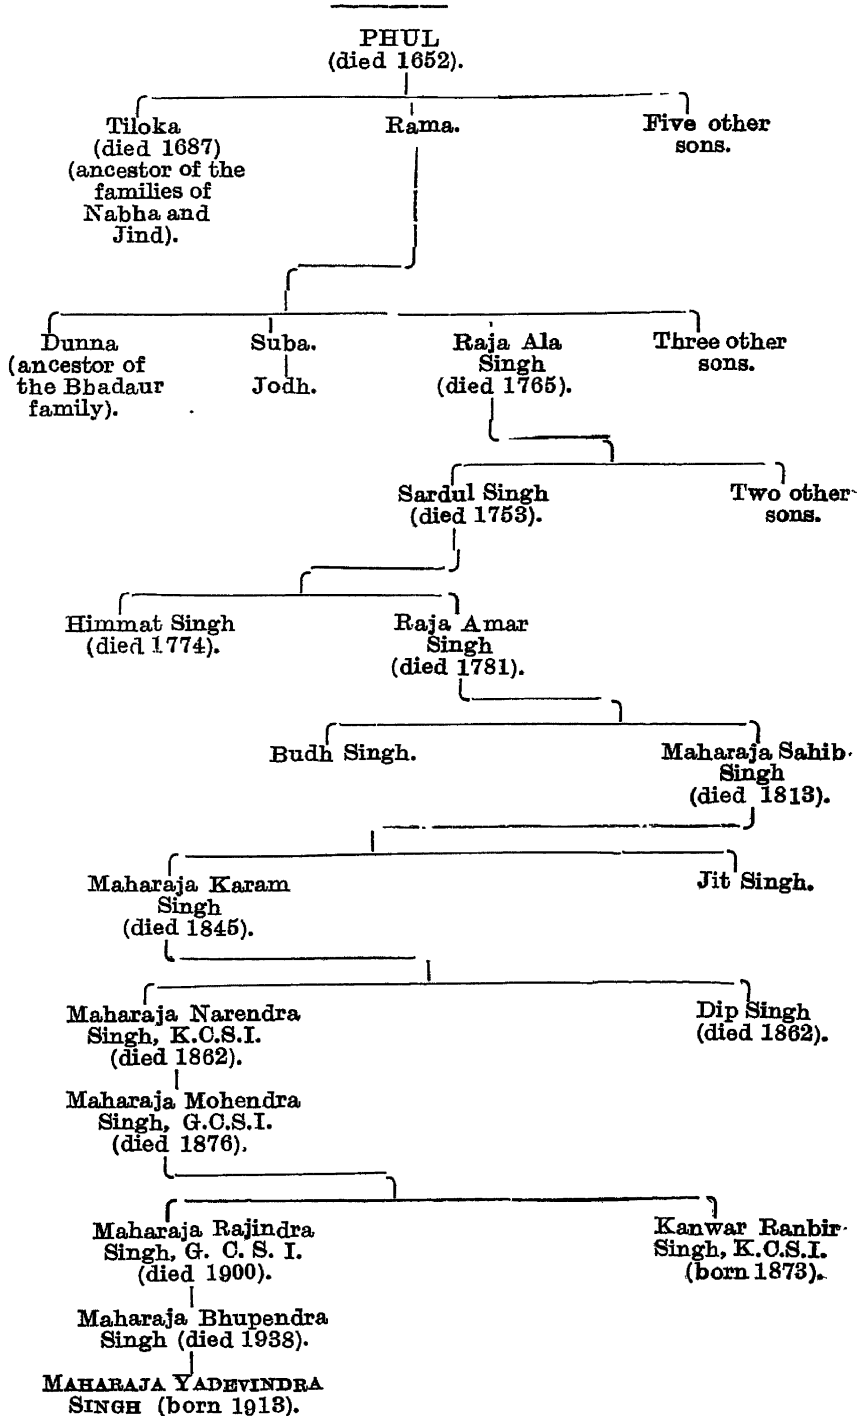 PHUL
(died 1652).
Tiloka
(died 1687)
(ancestor of the
families of
Nabha and
Jind).
Rama.
Five other
sons.
Dunna
(ancestor of
the Bhadaur
family).
Suba.
Jodh.
Raja Ala
Singh
(died 1765).
Three other
sons.
Sardul Singh
(died 1753).
Two other
sons.
Himmat Singh
(died 1774).
Raja Amar
Singh
(died 1781).
Budh Singh.
Maharaja Sahib
Singh
(died 1813).
Maharaja Karam
Singh
(died 1845).
Jit Singh.
Maharaja Narendra
Singh, K.C.S.I.
(died 1862).
Dip Singh
(died 1862).
Maharaja Mohendra
Singh, G.C.S.I.
(died 1876).
Maharaja Rajindra
Singh, G. C. S. I.
(died 1900).
Kanwar Ranbir
Singh, K.C.S.I.
(born 1873).
Maharaja Bhupendra
Singh (died 1938).
MAHARAJA YADEVINDRA
SINGH (born 1913).